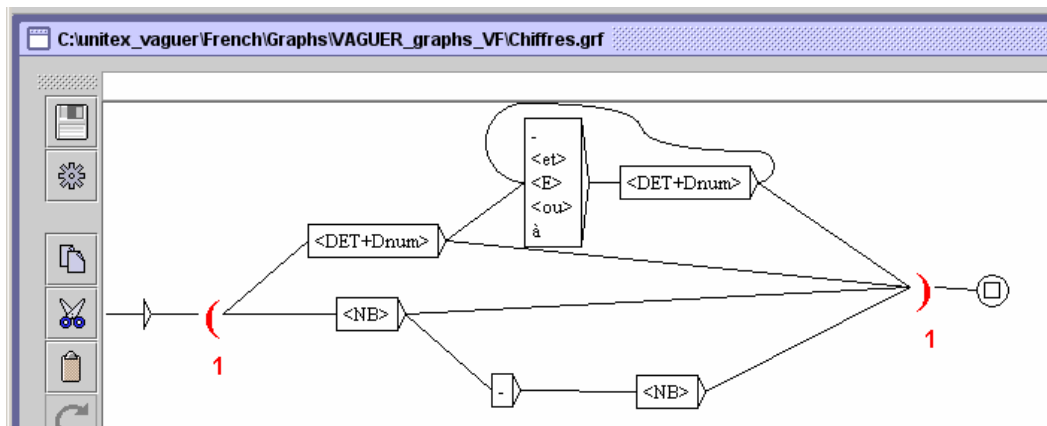 C:\unitex_vaguer\French\Graphs\VAGUER_graphs_VF\Chiffres.grf
-
<et>
<E>
<ou>
à
<DET+Dnum>
<DET+Dnum>
(
<NB>
)
1
1
-
<NB>